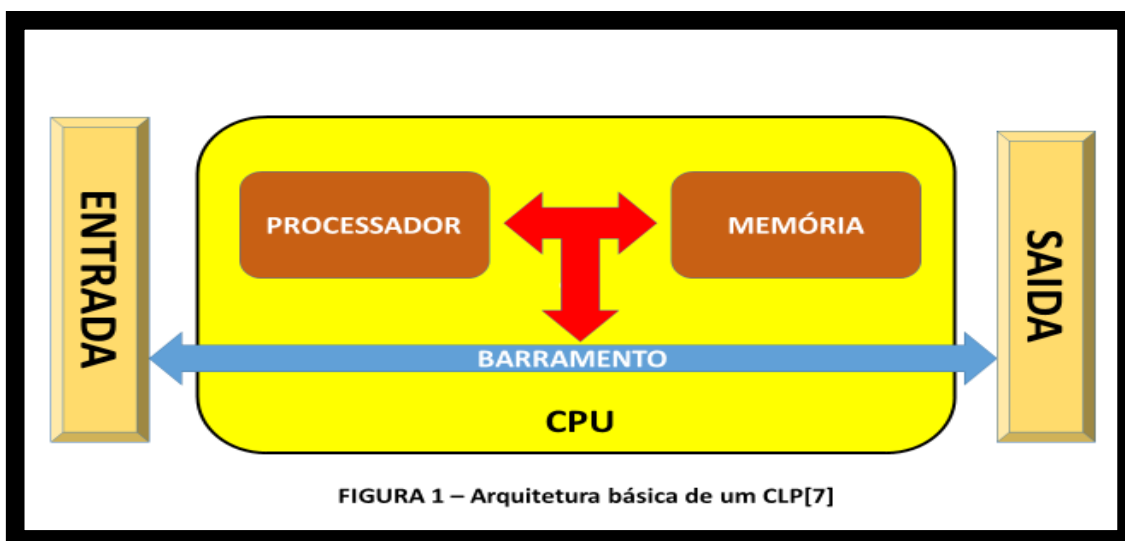 ENTRADA
PROCESSADOR
MEMÓRIA
SAIDA
BARRAMENTO
CPU
FIGURA 1 – Arquitetura básica de um CLP[7]